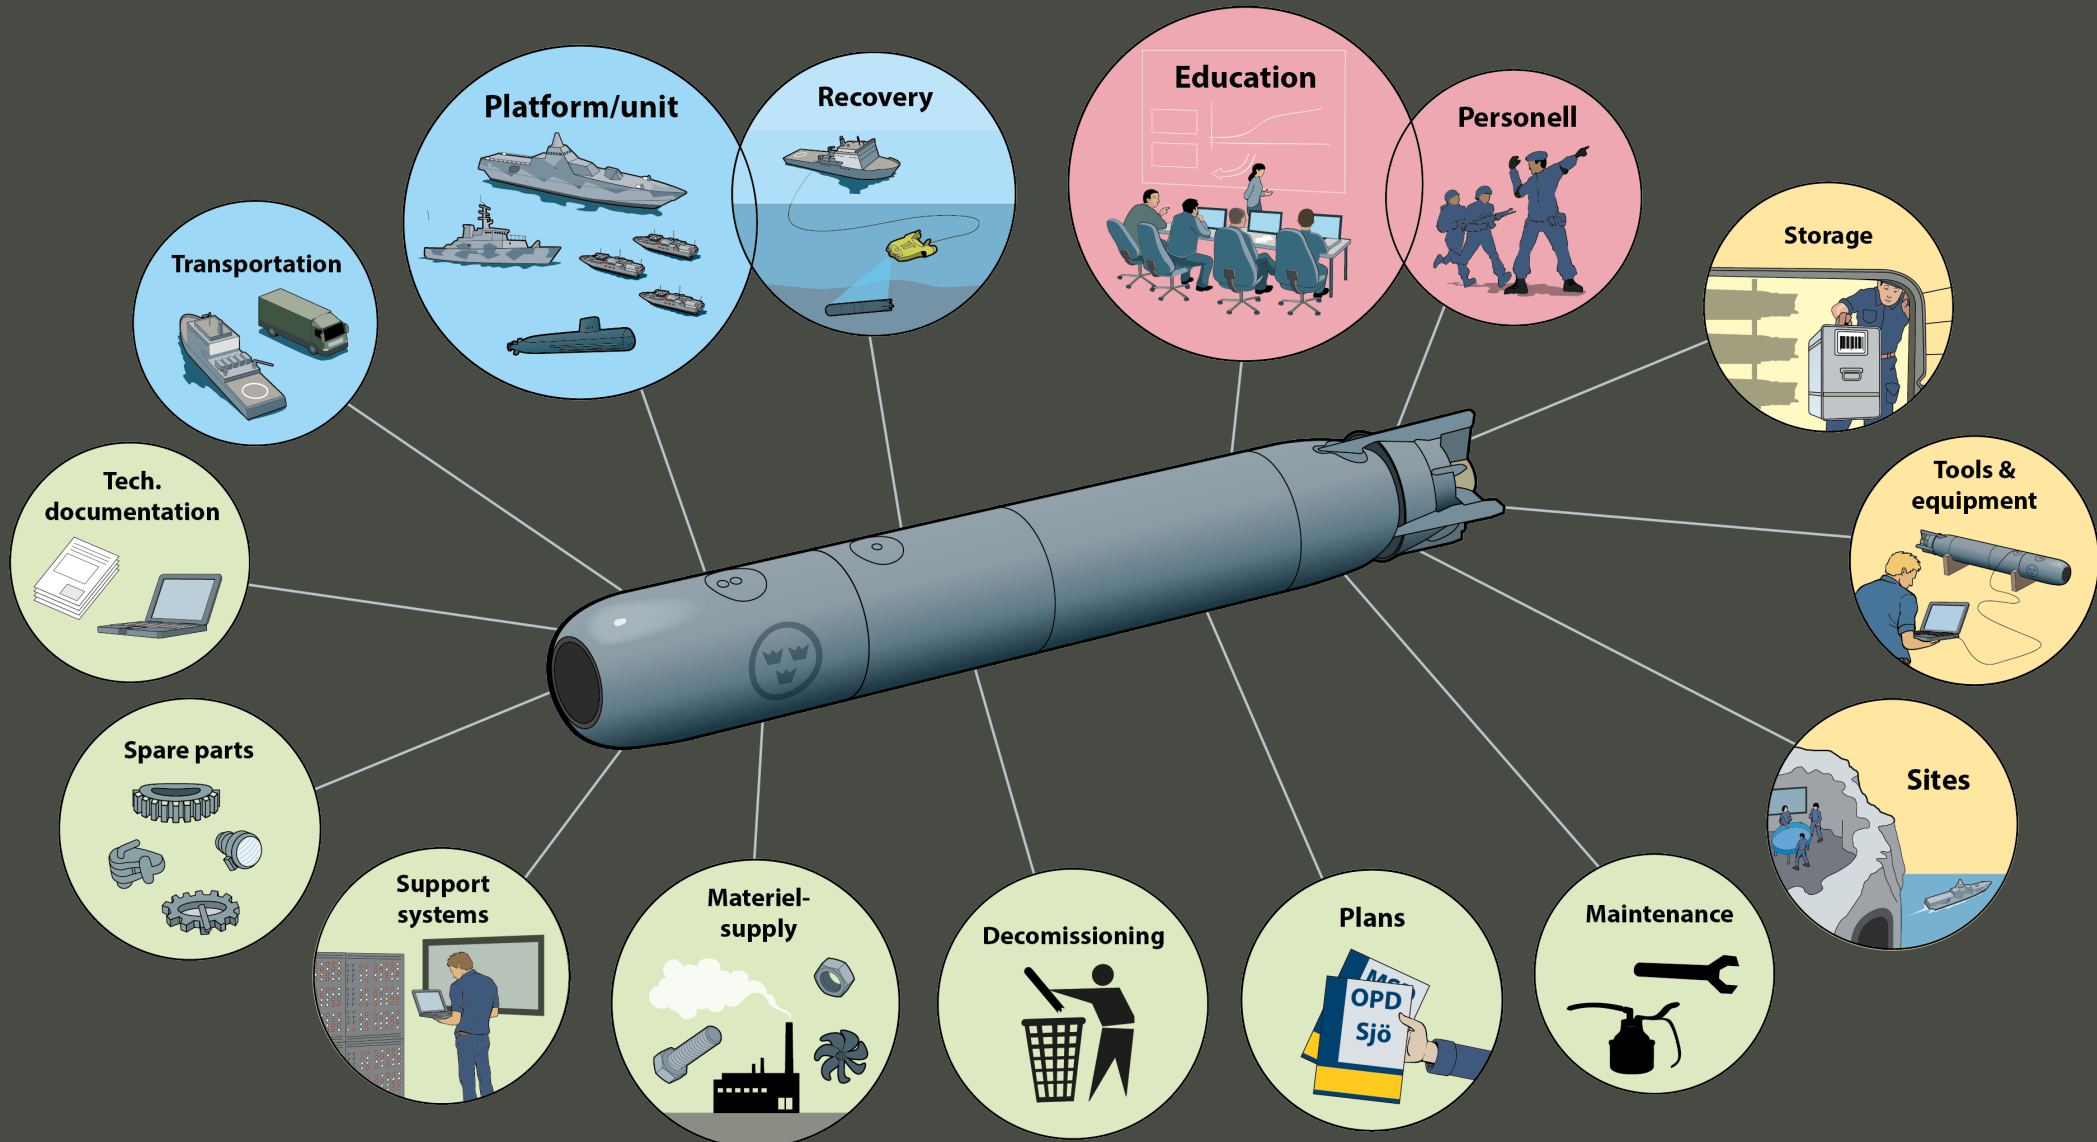 Platform/unit
Recovery
Education
Personell
Transportation
Storage
Tech.
documentation
Tools &
equipment
Spare parts
Sites
Support
systems
Materiel-
supply
Decomissioning
Plans
OPD
Sjö
Maintenance